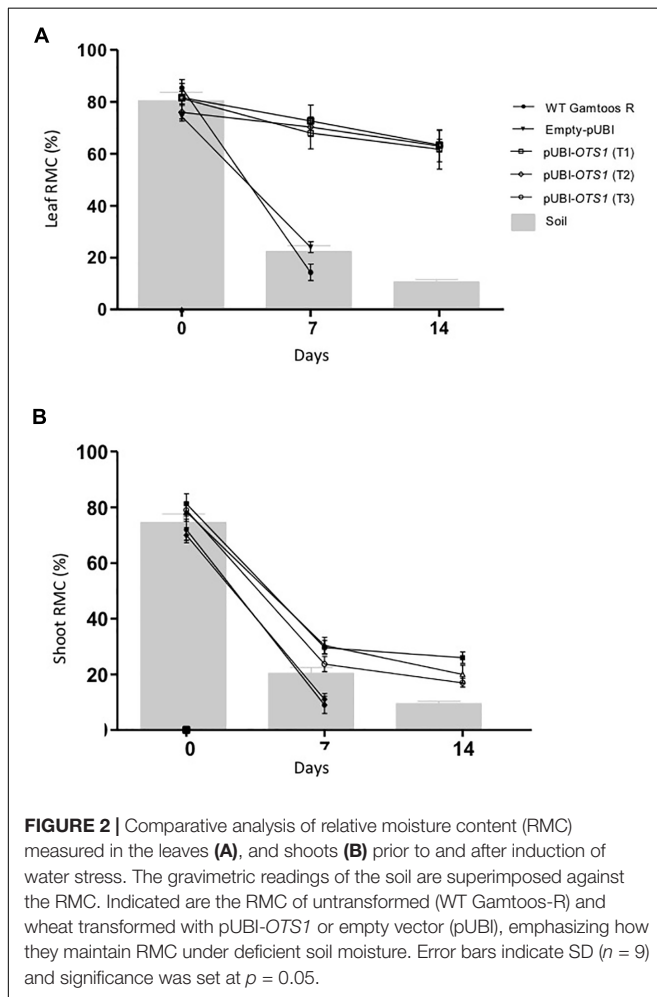 A
100
80
60
40
20
0
Leaf RMC (%)
0 7 14
Days
WT Gamtoos R
Empty-pUBI
pUBI-OTS1 (T1)
pUBI-OTS1 (T2)
pUBI-OTS1 (T3)
Soil
B
100
80
60
40
20
Shoot RMC (%)
0 7 14
Days
FIGURE 2 | Comparative analysis of relative moisture content (RMC)
measured in the leaves (A), and shoots (B) prior to and after induction of
water stress. The gravimetric readings of the soil are superimposed against
the RMC. Indicated are the RMC of untransformed (WT Gamtoos-R) and
wheat transformed with pUBI-OTS1 or empty vector (pUBI), emphasizing how
they maintain RMC under deficient soil moisture. Error bars indicate SD (n = 9)
and significance was set at p = 0.05.